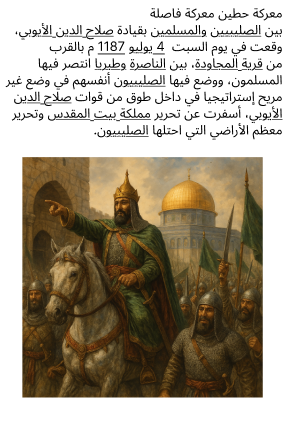 معركة حطين معركة فاصلة
بين الصليبيين والمسلمين بقيادة صلاح الدين الأيوبي،
وقعت في يوم السبت 4 يوليو 1187 م بالقرب
من قرية المجاودة، بين الناصرة وطبريا انتصر فيها
المسلمون، ووضع فيها الصليبيون أنفسهم في وضع غير
مريح إستراتيجيا في داخل طوق من قوات صلاح الدين
الأيوبي، أسفرت عن تحرير مملكة بيت المقدس وتحرير
معظم الأراضي التي احتلها الصليبيون.